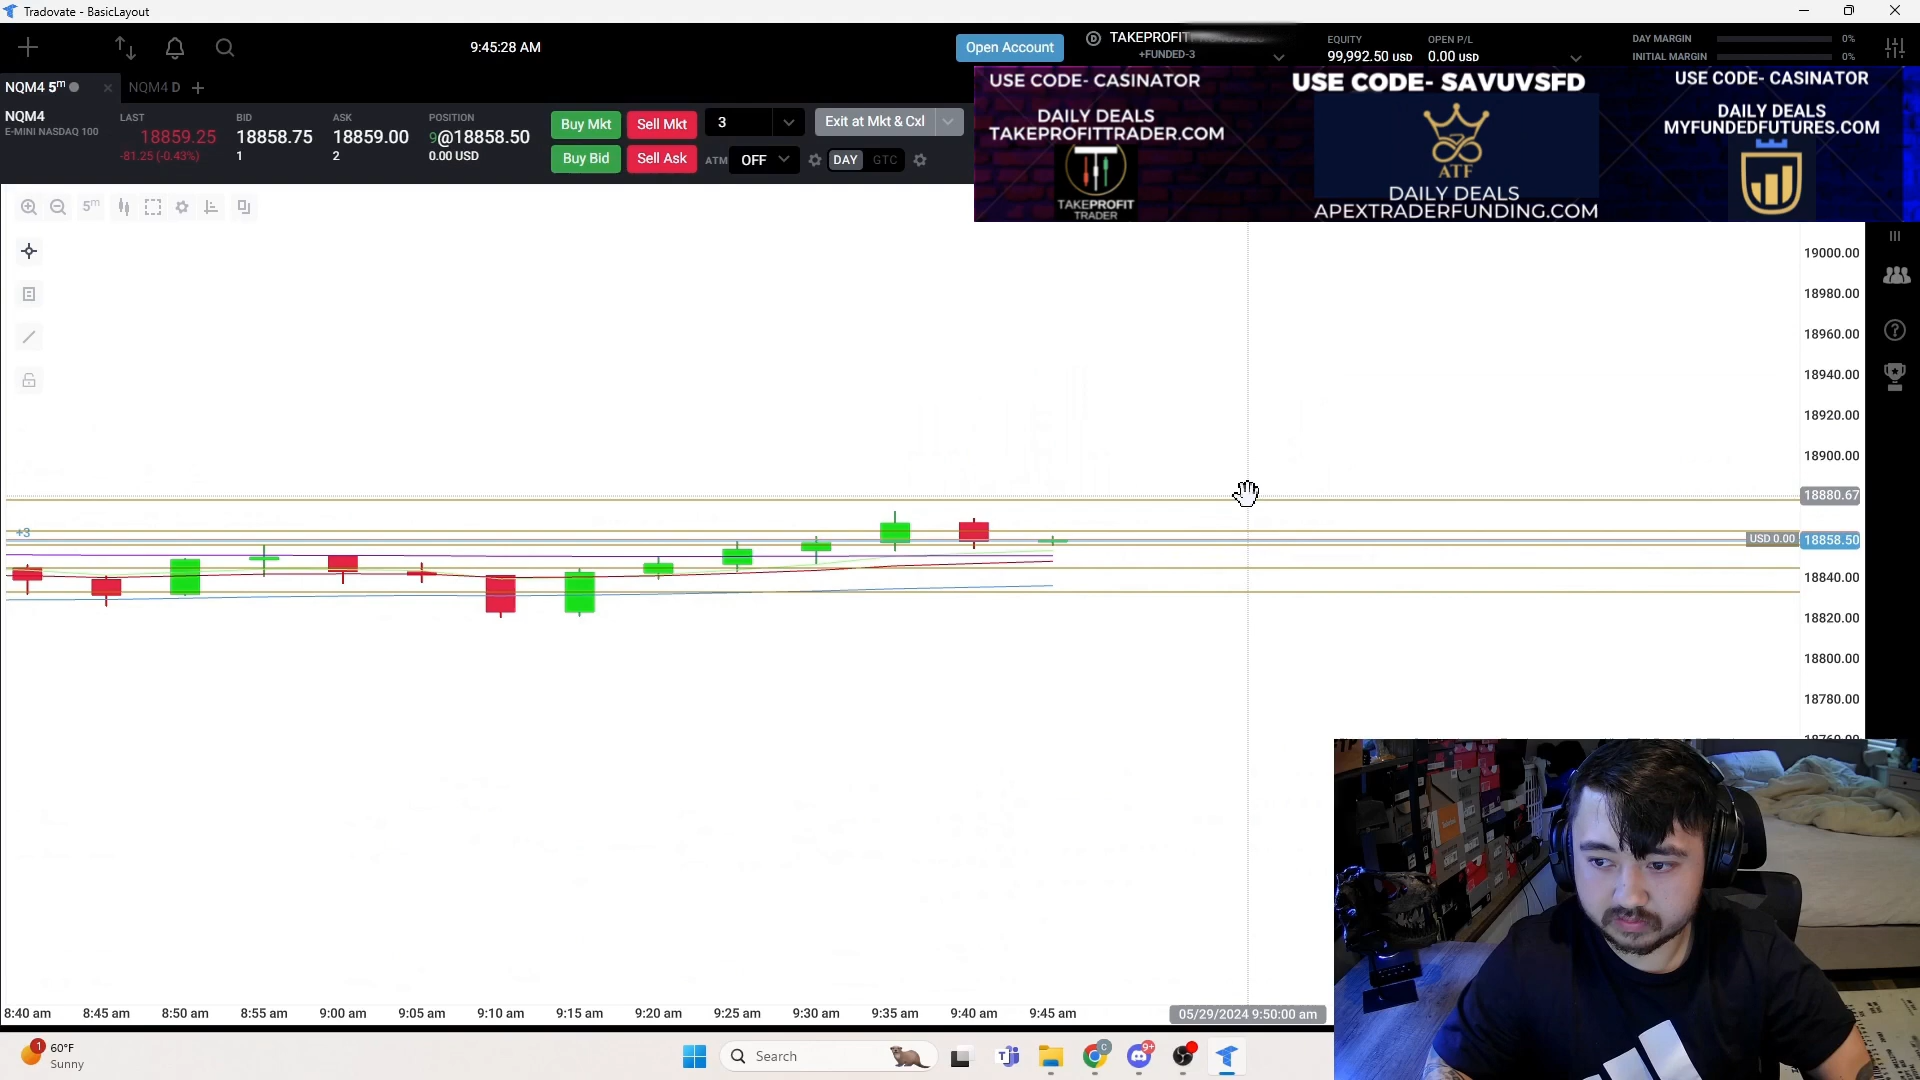 Tradovate - BasicLayout
9:45:28 AM
Open Account
TAKEPROFIT
+FUNDED-3
EQUITY
99,992.50 USD
OPEN P/L
0.00 USD
DAY MARGIN
0%
INITIAL MARGIN
0%
NQM4 5m
NQM4 D
NQM4
E-MINI NASDAQ 100
LAST
18859.25
-81.25 (-0.43%)
BID
18858.75
1
ASK
18859.00
2
POSITION
9@18858.50
0.00 USD
Buy Mkt
Sell Mkt
3
Exit at Mkt & Cxl
Buy Bid
Sell Ask
ATM
OFF
DAY
GTC
USE CODE- CASINATOR
DAILY DEALS
TAKEPROFITTRADER.COM
TAKEPROFIT
TRADER
USE CODE- SAVUVSFD
ATF
DAILY DEALS
APEXTRADERFUNDING.COM
USE CODE- CASINATOR
DAILY DEALS
MYFUNDEDFUTURES.COM
5m
19000.00
18980.00
18960.00
18940.00
18920.00
18900.00
18880.67
+3
USD 0.00
18858.50
18840.00
18820.00
18800.00
18780.00
18760.00
8:40 am
8:45 am
8:50 am
8:55 am
9:00 am
9:05 am
9:10 am
9:15 am
9:20 am
9:25 am
9:30 am
9:35 am
9:40 am
9:45 am
05/29/2024 9:50:00 am
1
60°F
Sunny
Search
C
9+